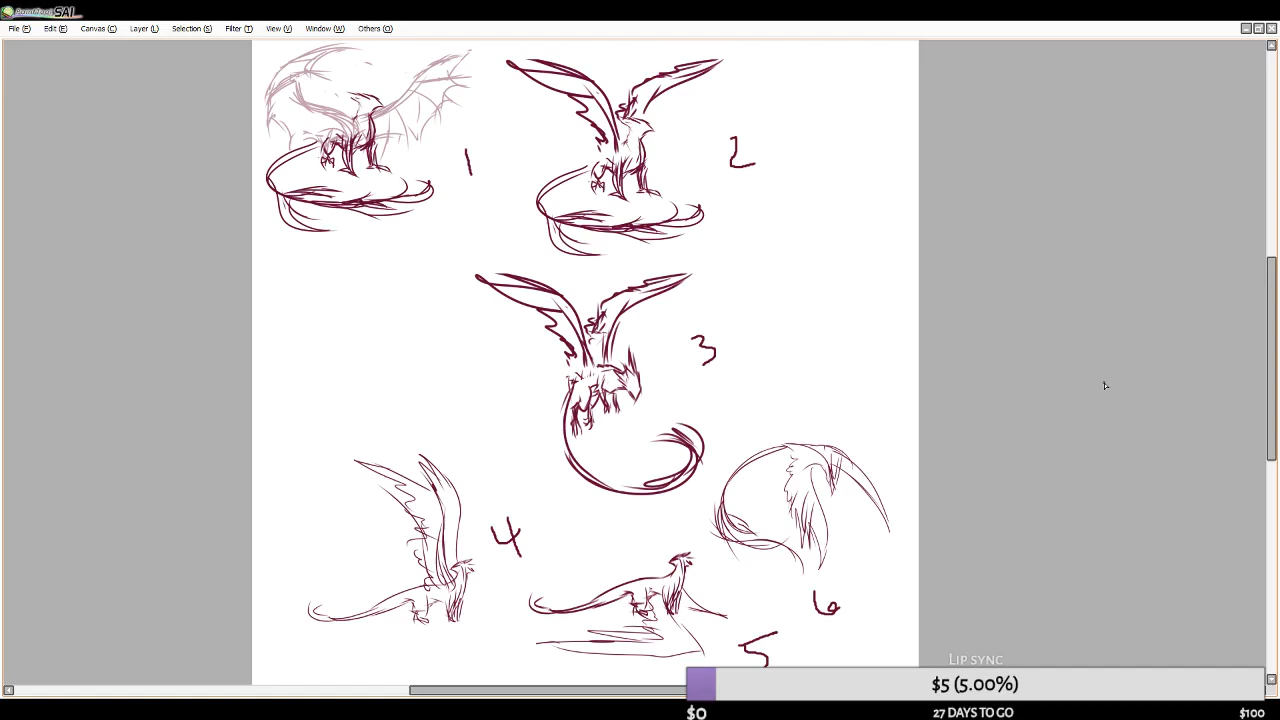 PaintTool SAI
File (F) Edit (E) Canvas (C) Layer (L) Selection (S) Filter (T) View (V) Window (W) Others (O)
1
2
3
4
5
6
Lip sync
$5 (5.00%)
$0 27 DAYS TO GO $100